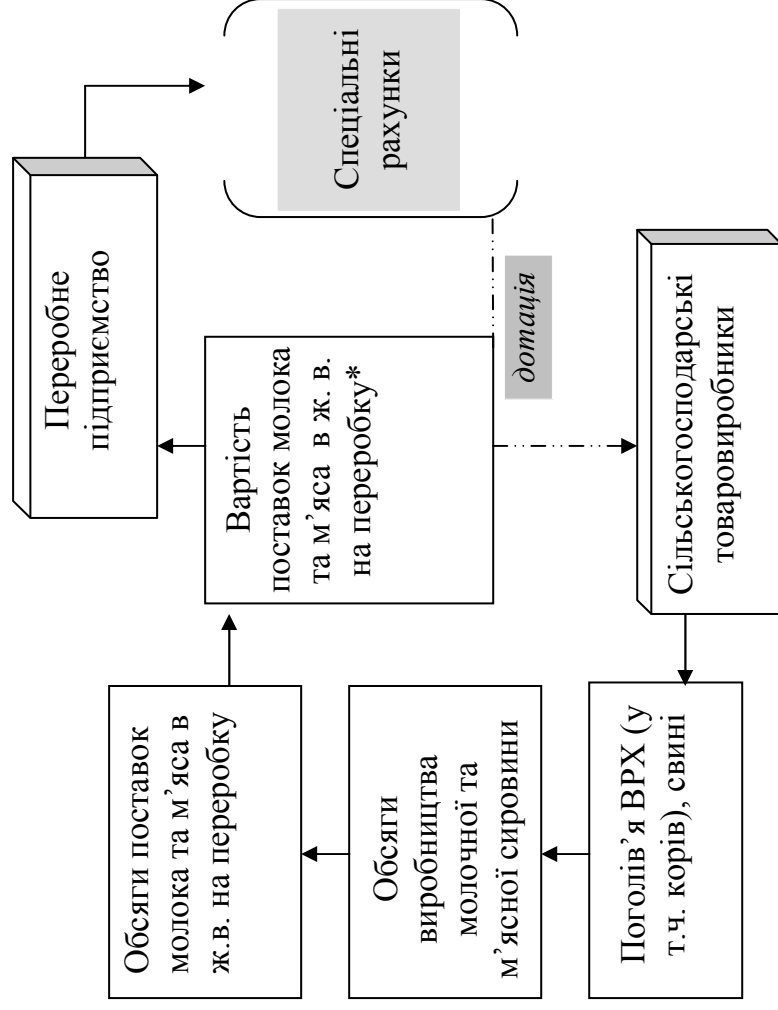 Переробне
підприємство
Спеціальні
рахунки
Обсяги поставок
молока та м’яса в
ж.в. на переробку
Вартість
поставок молока
та м’яса в ж. в.
на переробку*
дотація
Обсяги
виробництва
молочної та
м’ясної сировини
Поголів’я ВРХ (у
т.ч. корів), свині
Сільськогосподарські
товаровиробники